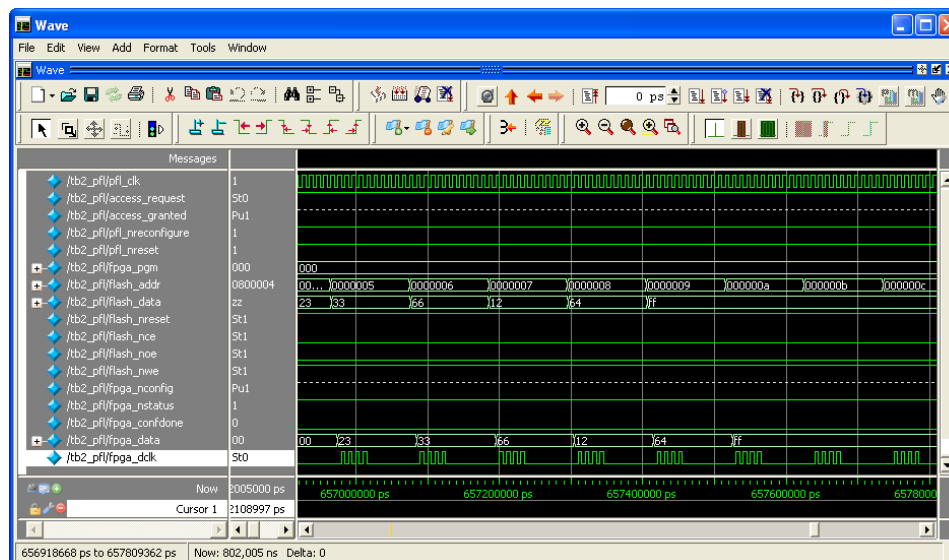 Wave
File Edit View Add Format Tools Window
Wave
0 ps
Messages
/tb2_pfl/pfl_clk 1
/tb2_pfl/access_request St0
/tb2_pfl/access_granted Pu1
/tb2_pfl/pfl_nreconfigure 1
/tb2_pfl/pfl_nreset 1
/tb2_pfl/fpga_pgm 000 000
/tb2_pfl/flash_addr 0800004 00... 0000005 0000006 0000007 0000008 0000009 000000a 000000b 000000c
/tb2_pfl/flash_data zz 23 33 66 12 64 ff
/tb2_pfl/flash_nreset St1
/tb2_pfl/flash_nce St1
/tb2_pfl/flash_noe St1
/tb2_pfl/flash_nwe St1
/tb2_pfl/fpga_nconfig Pu1
/tb2_pfl/fpga_nstatus 1
/tb2_pfl/fpga_confdone 0
/tb2_pfl/fpga_data 00 00 23 33 66 12 64 ff
/tb2_pfl/fpga_dclk St0
Now 2005000 ps 657000000 ps 657200000 ps 657400000 ps 657600000 ps 6578000
Cursor 1 2108997 ps
656918668 ps to 657809362 ps Now: 802,005 ns Delta: 0